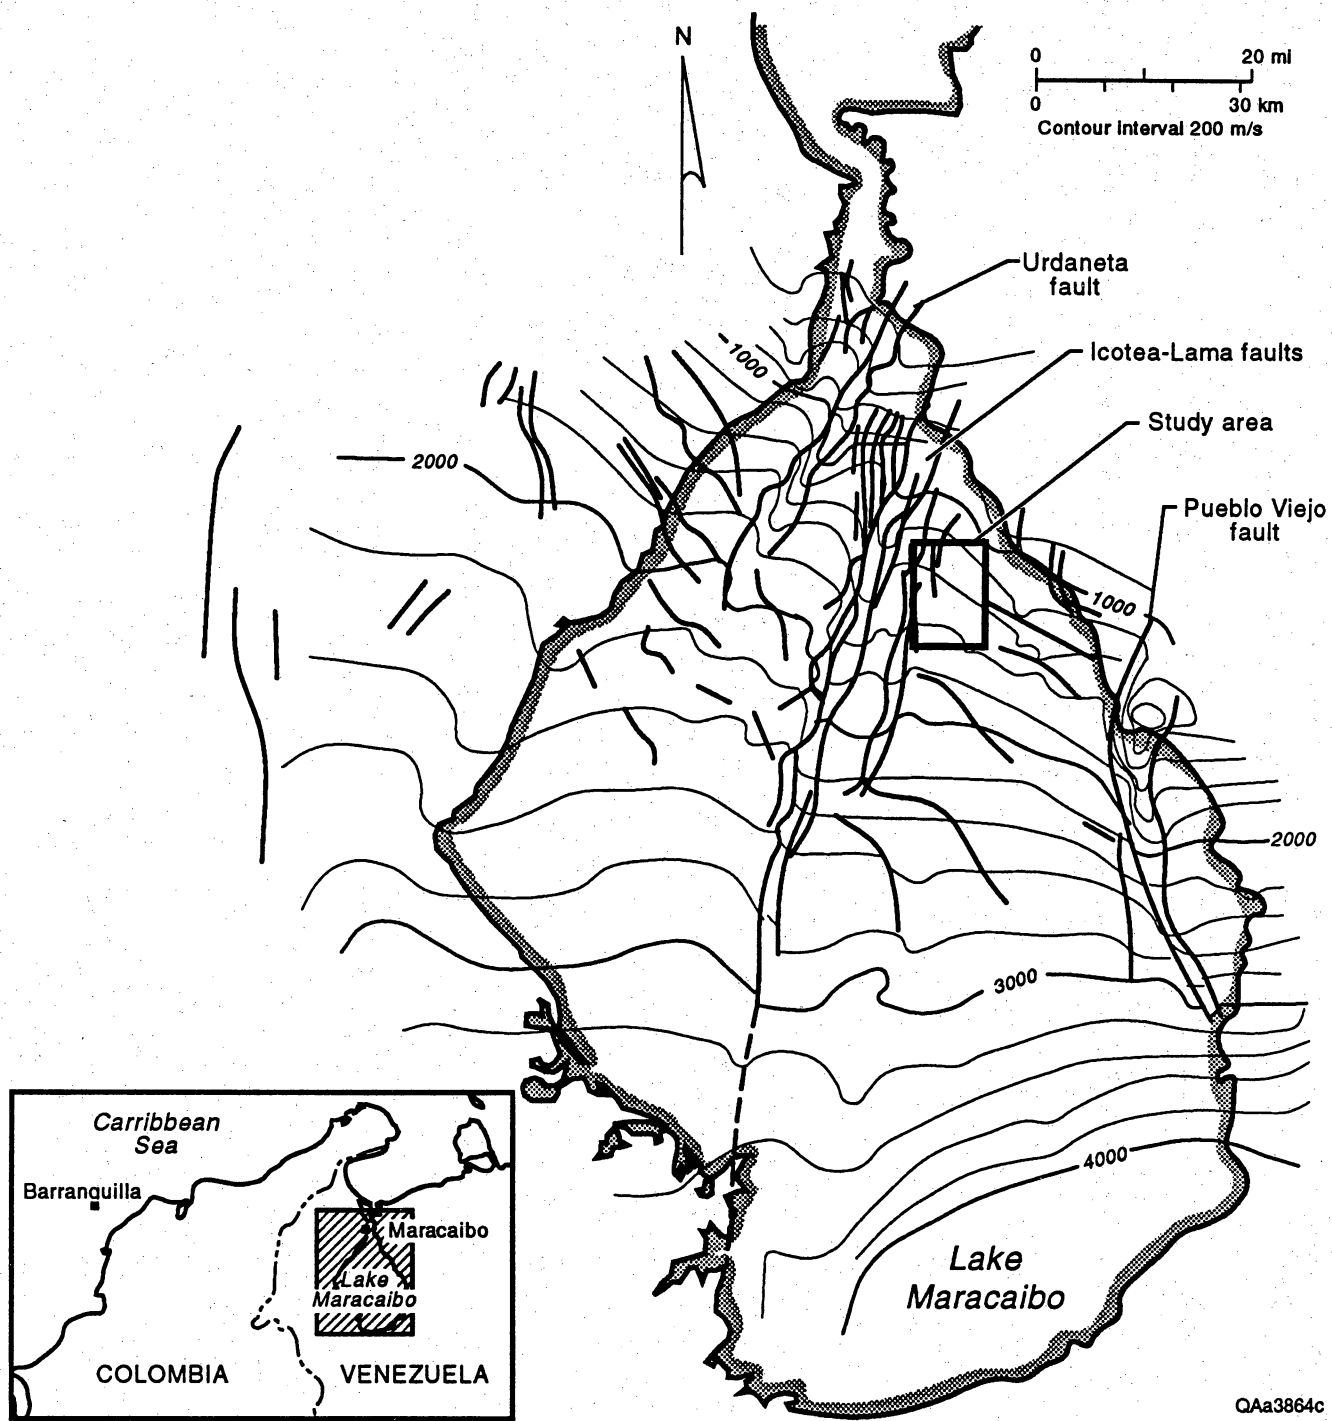 N
0 20 mi
0 30 km
Contour interval 200 m/s
Urdaneta
fault
Icotea-Lama faults
Study area
Pueblo Viejo
fault
1000
2000
1000
2000
3000
4000
Lake
Maracaibo
Carribbean
Sea
Barranquilla
Maracaibo
Lake
Maracaibo
COLOMBIA
VENEZUELA
QAa3864c